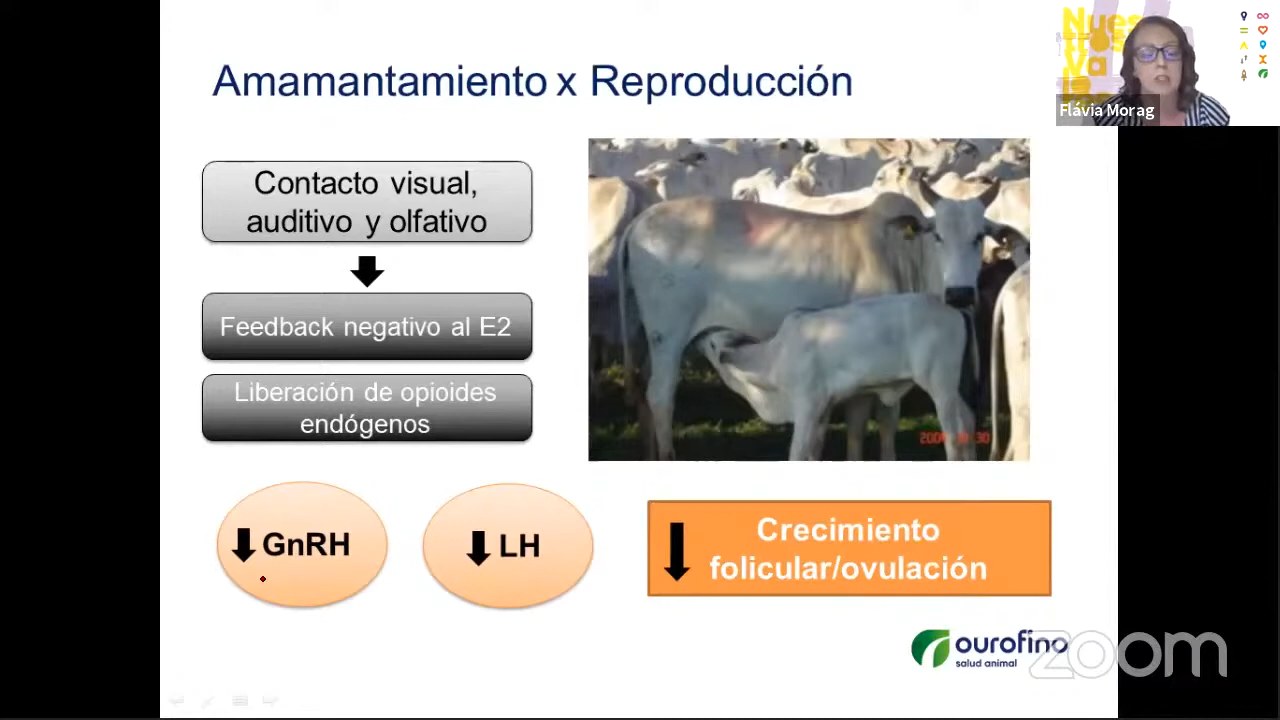 Amamantamiento x Reproducción
Flávia Morag
Contacto visual,
auditivo y olfativo
Feedback negativo al E2
Liberación de opioides
endógenos
GnRH
LH
Crecimiento
folicular/ovulación
ourofino
salud animal
zoom